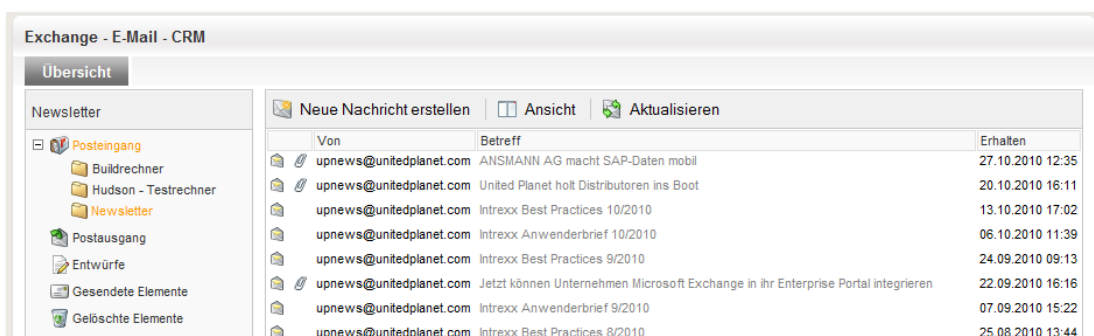 Exchange - E-Mail - CRM
Übersicht
Newsletter
Posteingang
Buildrechner
Hudson - Testrechner
Newsletter
Postausgang
Entwürfe
Gesendete Elemente
Gelöschte Elemente
Neue Nachricht erstellen Ansicht Aktualisieren
Von Betreff Erhalten
upnews@unitedplanet.com ANSMANN AG macht SAP-Daten mobil 27.10.2010 12:35
upnews@unitedplanet.com United Planet holt Distributoren ins Boot 20.10.2010 16:11
upnews@unitedplanet.com Intrexx Best Practices 10/2010 13.10.2010 17:02
upnews@unitedplanet.com Intrexx Anwenderbrief 10/2010 06.10.2010 11:39
upnews@unitedplanet.com Intrexx Best Practices 9/2010 24.09.2010 09:13
upnews@unitedplanet.com Jetzt können Unternehmen Microsoft Exchange in ihr Enterprise Portal integrieren 22.09.2010 16:16
upnews@unitedplanet.com Intrexx Anwenderbrief 9/2010 07.09.2010 15:22
upnews@unitedplanet.com Intrexx Best Practices 8/2010 25.08.2010 13:44